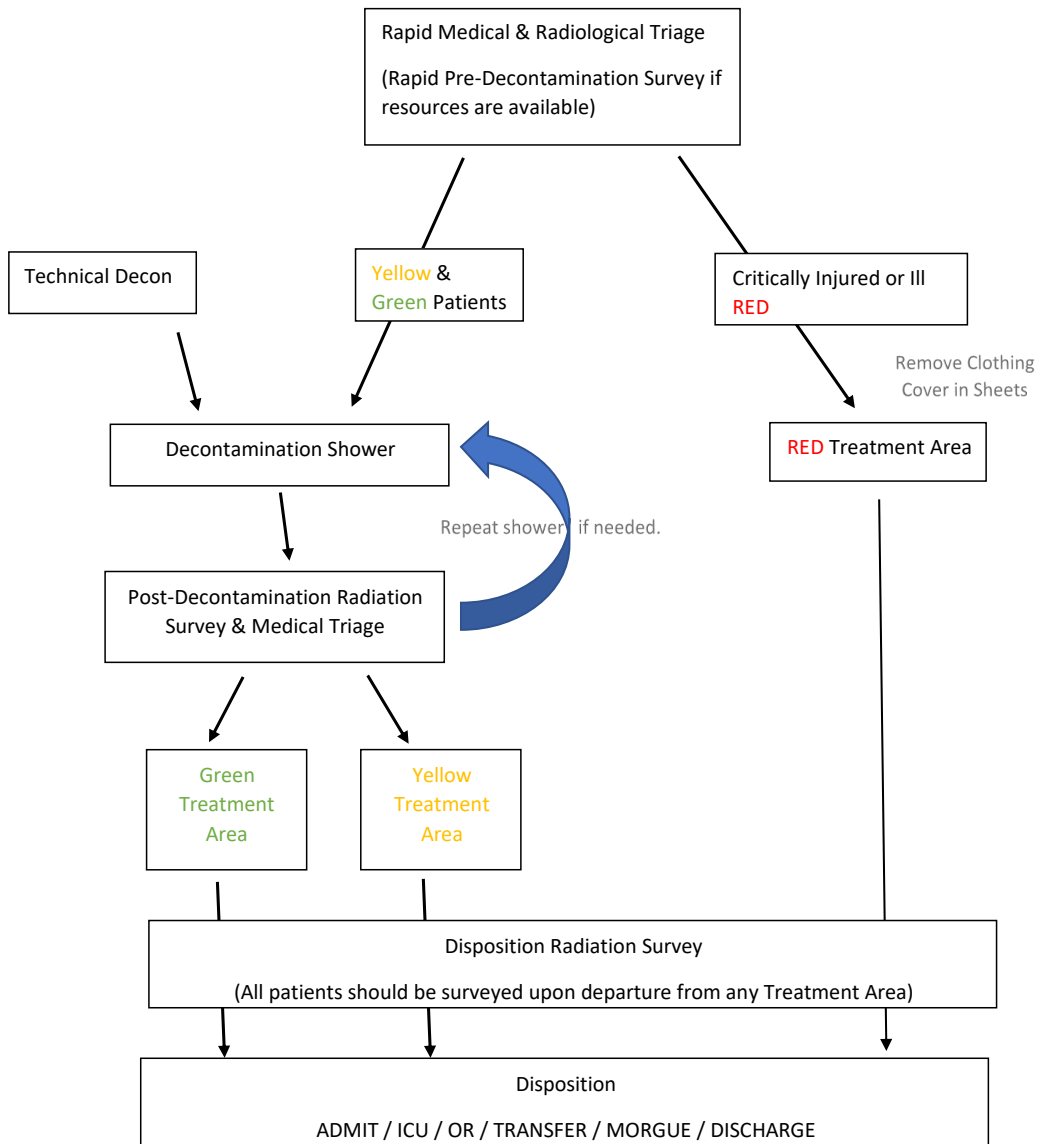 Rapid Medical & Radiological Triage
(Rapid Pre-Decontamination Survey if
resources are available)
Technical Decon
Yellow &
Green Patients
Critically Injured or Ill
RED
Remove Clothing
Cover in Sheets
Decontamination Shower
RED Treatment Area
Repeat shower if needed.
Post-Decontamination Radiation
Survey & Medical Triage
Green
Treatment
Area
Yellow
Treatment
Area
Disposition Radiation Survey
(All patients should be surveyed upon departure from any Treatment Area)
Disposition
ADMIT / ICU / OR / TRANSFER / MORGUE / DISCHARGE